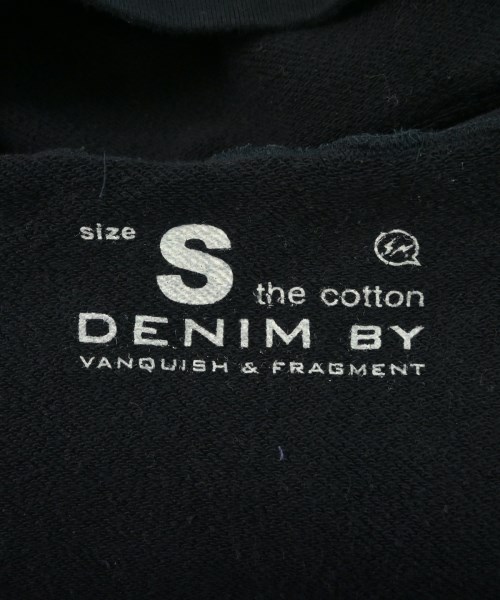 size S
the cotton
DENIM BY
VANQUISH & FRAGMENT